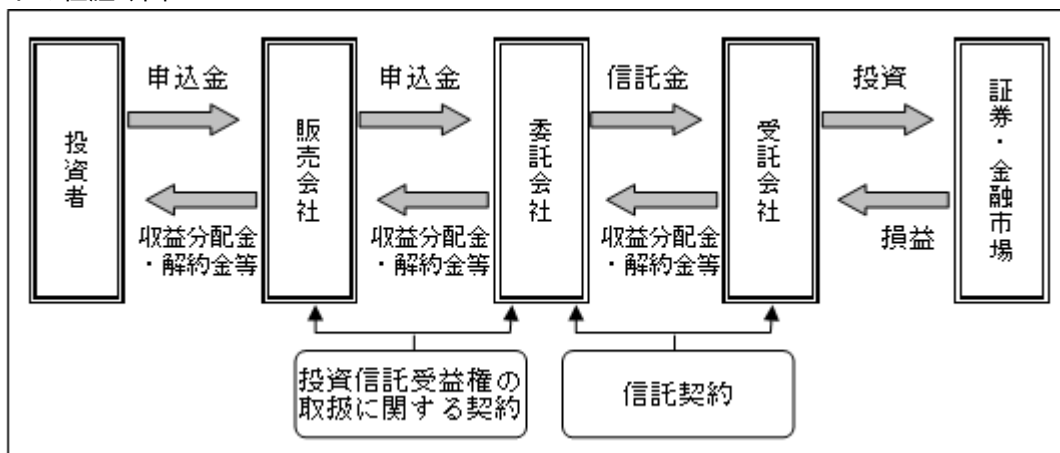 申込金
申込金
信託金
投資
投資者
販売会社
委託会社
受託会社
証券・金融市場
収益分配金
・解約金等
収益分配金
・解約金等
収益分配金
・解約金等
損益
投資信託受益権の
取扱に関する契約
信託契約